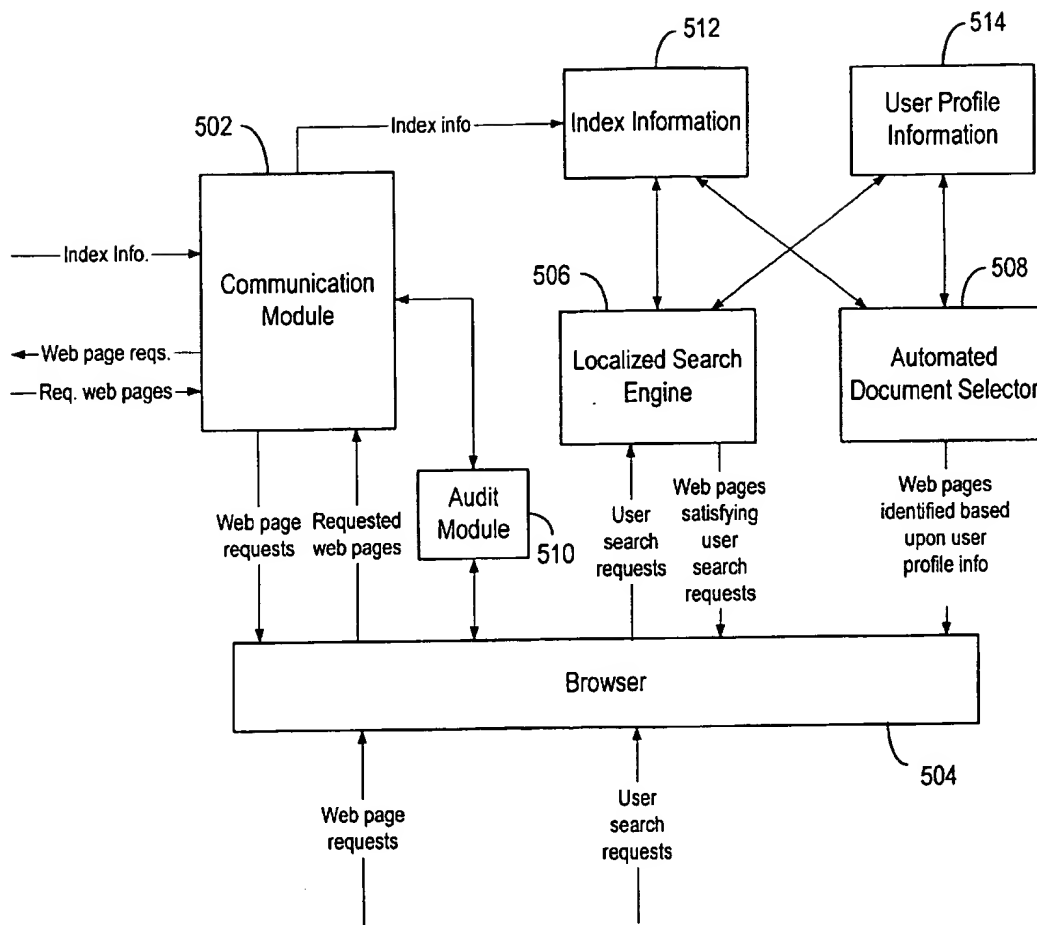 512
514
Index Information
User Profile
Information
502
Index info
Index Info.
Communication
Module
506
508
Web page reqs.
Req. web pages
Localized Search
Engine
Automated
Document Selector
Web page
requests
Requested
web pages
Audit
Module
510
User
search
requests
Web pages
satisfying
user
search
requests
Web pages
identified based
upon user
profile info
Browser
504
Web page
requests
User
search
requests